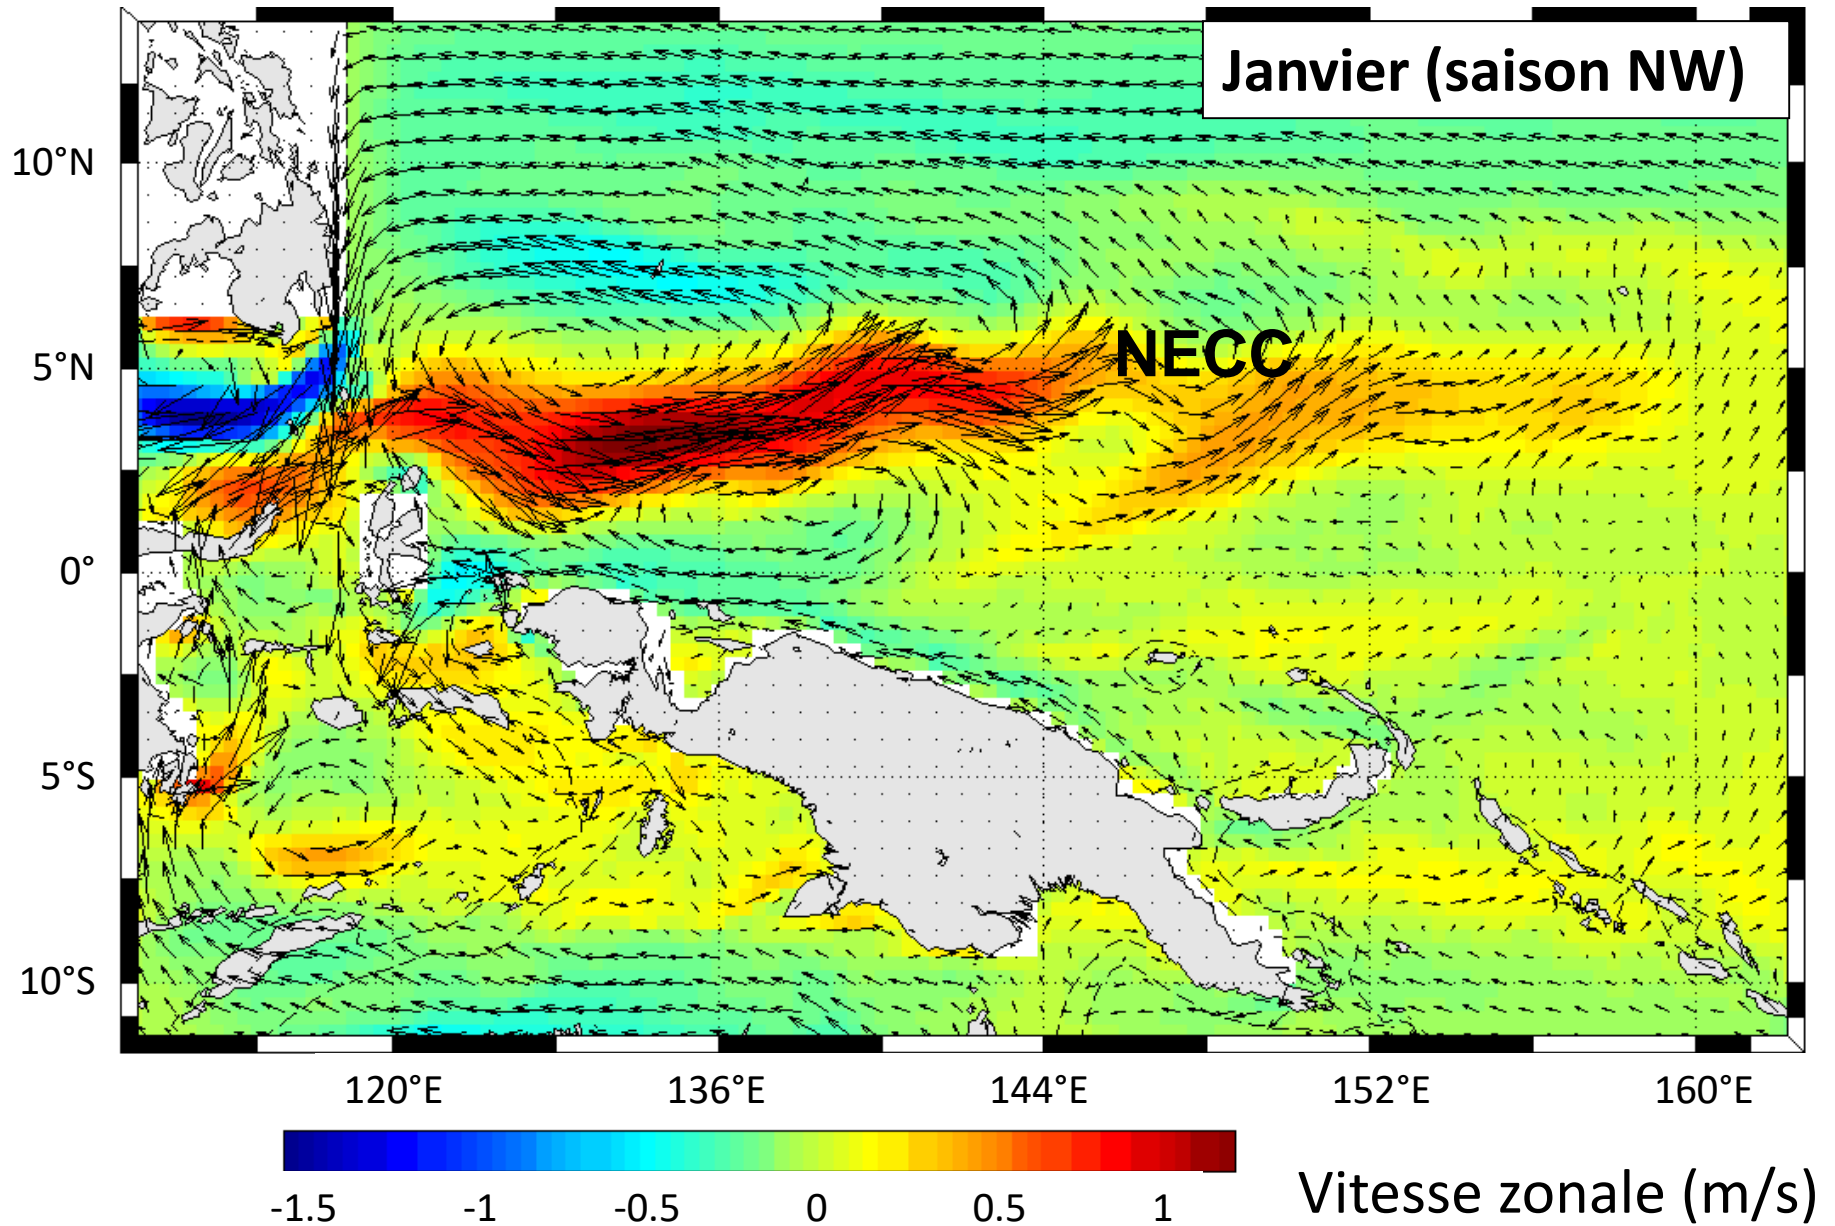 Janvier (saison NW)
10°N
5°N
NECC
0°
5°S
10°S
120°E 136°E 144°E 152°E 160°E
-1.5 -1 -0.5 0 0.5 1
Vitesse zonale (m/s)